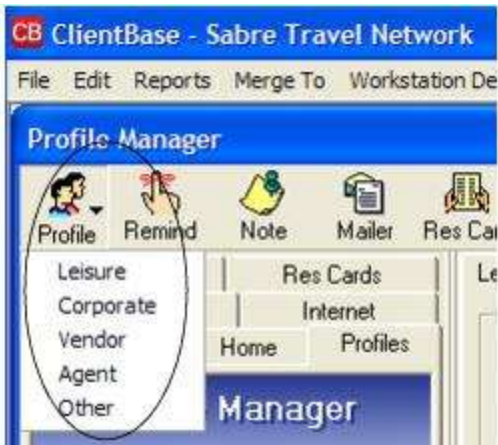 CB ClientBase - Sabre Travel Network
File Edit Reports Merge To Workstation De
Profile Manager
Profile Remind Note Mailer Res Ca
Leisure
Corporate
Vendor
Agent
Other
Res Cards Le
Internet
Home Profiles
Manager